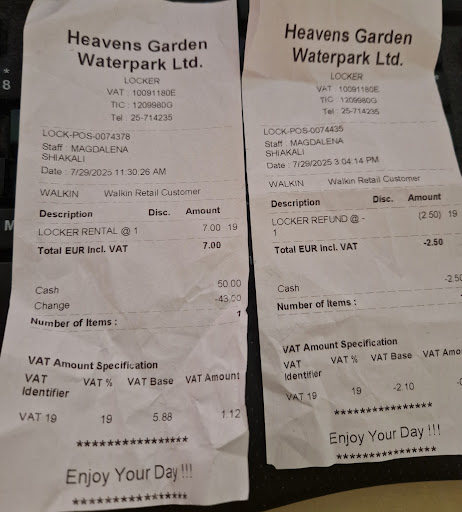 Heavens Garden
Waterpark Ltd.
LOCKER
VAT : 10091180E
TIC : 1209980G
Tel : 25-714235
LOCK-POS-0074378
Staff : MAGDALENA
SHIAKALI
Date : 7/29/2025 11:30:26 AM
WALKIN Walkin Retail Customer
Description Disc. Amount
LOCKER RENTAL @ 1 7.00 19
Total EUR Incl. VAT 7.00
Cash 50.00
Change -43.00
Number of Items : 1
VAT Amount Specification
VAT
Identifier VAT % VAT Base VAT Amount
VAT 19 19 5.88 1.12
****************
Enjoy Your Day !!!
****************
Heavens Garden
Waterpark Ltd.
LOCKER
VAT : 10091180E
TIC : 1209980G
Tel : 25-714235
LOCK-POS-0074435
Staff : MAGDALENA
SHIAKALI
Date : 7/29/2025 3:04:14 PM
WALKIN Walkin Retail Customer
Description Disc. Amount
LOCKER REFUND @ - (2.50) 19
1
Total EUR Incl. VAT -2.50
Cash -2.50
Number of Items :
VAT Amount Specification
VAT
Identifier VAT % VAT Base VAT Amo
VAT 19 19 -2.10
****************
Enjoy Your Day !!!
****************
* 8